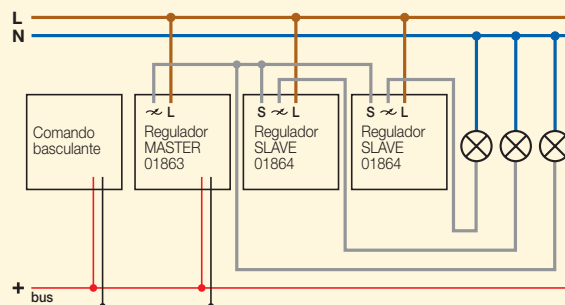 L
N
Comando
basculante
~ L
Regulador
MASTER
01863
S ~ L
Regulador
SLAVE
01864
S ~ L
Regulador
SLAVE
01864
+
bus